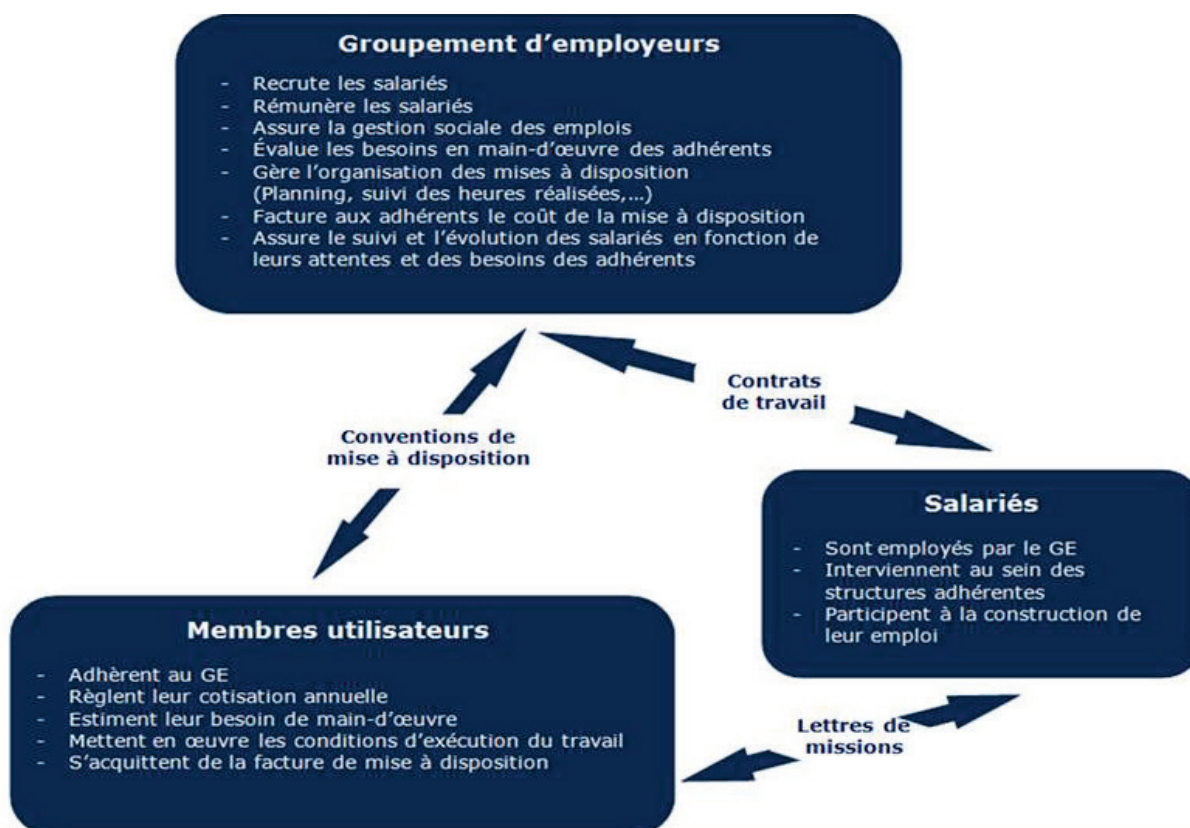 Groupement d'employeurs
- Recrute les salariés
- Rémunère les salariés
- Assure la gestion sociale des emplois
- Évalue les besoins en main-d'œuvre des adhérents
- Gère l'organisation des mises à disposition
(Planning, suivi des heures réalisées,...)
- Facture aux adhérents le coût de la mise à disposition
- Assure le suivi et l'évolution des salariés en fonction de
leurs attentes et des besoins des adhérents
Contrats
de travail
Conventions de
mise à disposition
Salariés
- Sont employés par le GE
- Interviennent au sein des
structures adhérentes
- Participent à la construction de
leur emploi
Membres utilisateurs
- Adhèrent au GE
- Règlent leur cotisation annuelle
- Estiment leur besoin de main-d'œuvre
- Mettent en œuvre les conditions d'exécution du travail
- S'acquittent de la facture de mise à disposition
Lettres de
missions